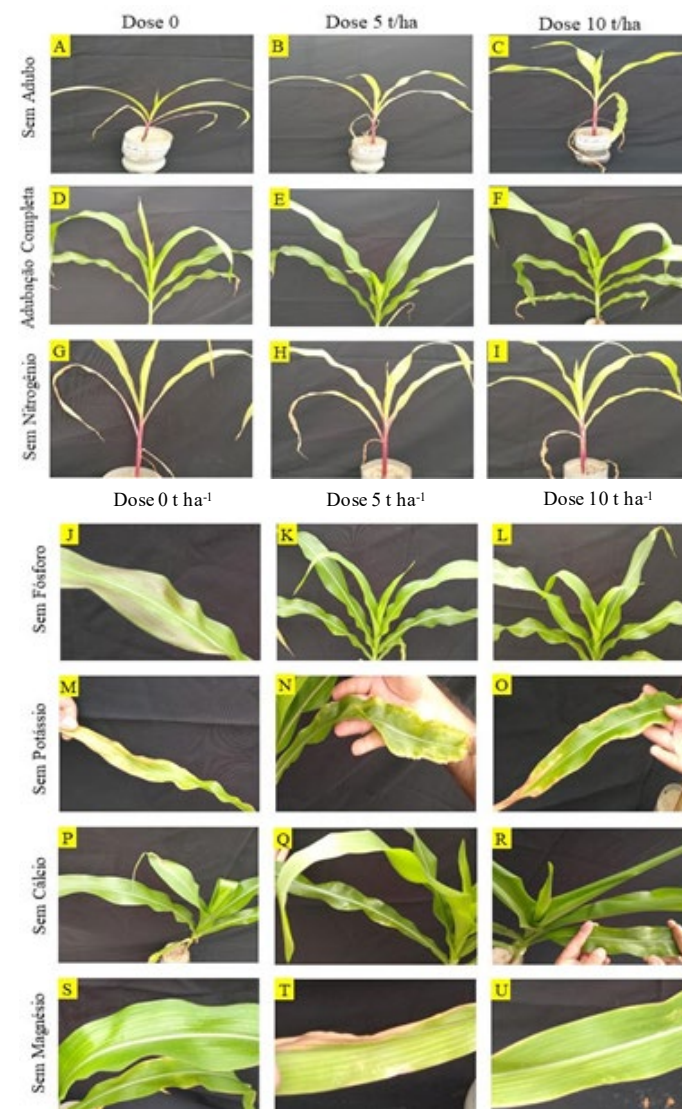 Dose 0 Dose 5 t/ha Dose 10 t/ha
Sem Adubo
A B C
Adubação Completa
D E F
Sem Nitrogênio
G H I
Dose 0 t ha⁻¹ Dose 5 t ha⁻¹ Dose 10 t ha⁻¹
Sem Fósforo
J K L
Sem Potássio
M N O
Sem Cálcio
P Q R
Sem Magnésio
S T U